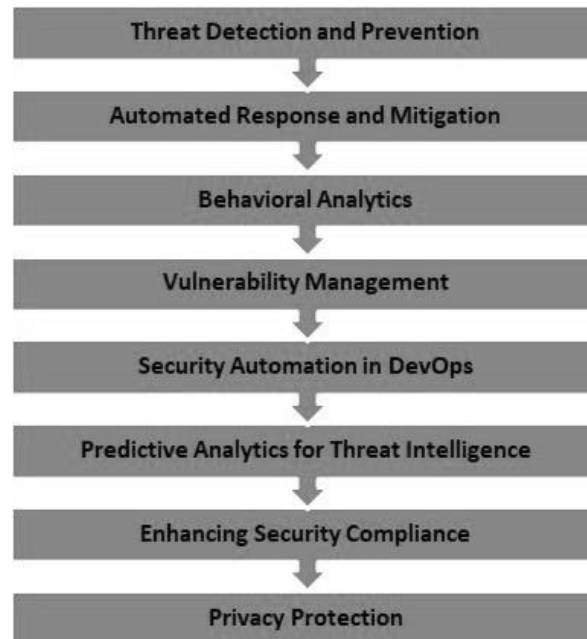 Threat Detection and Prevention
Automated Response and Mitigation
Behavioral Analytics
Vulnerability Management
Security Automation in DevOps
Predictive Analytics for Threat Intelligence
Enhancing Security Compliance
Privacy Protection